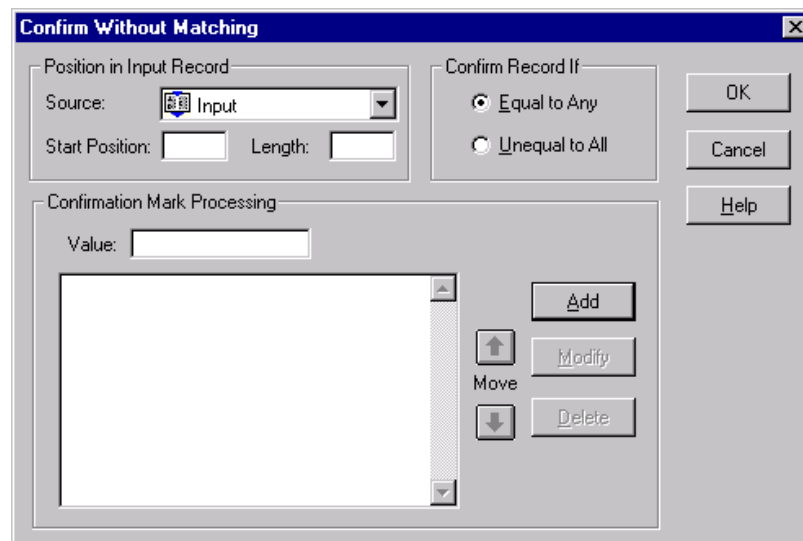 Confirm Without Matching
Position in Input Record
Source: Input
Start Position: Length:
Confirm Record If
Equal to Any
Unequal to All
OK
Cancel
Help
Confirmation Mark Processing
Value:
Add
Modify
Move
Delete